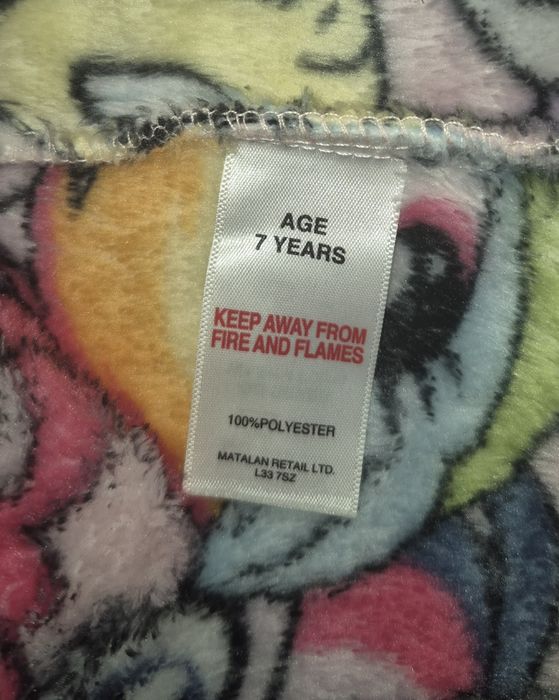 AGE
7 YEARS
KEEP AWAY FROM
FIRE AND FLAMES
100%POLYESTER
MATALAN RETAIL LTD.
L33 7SZ